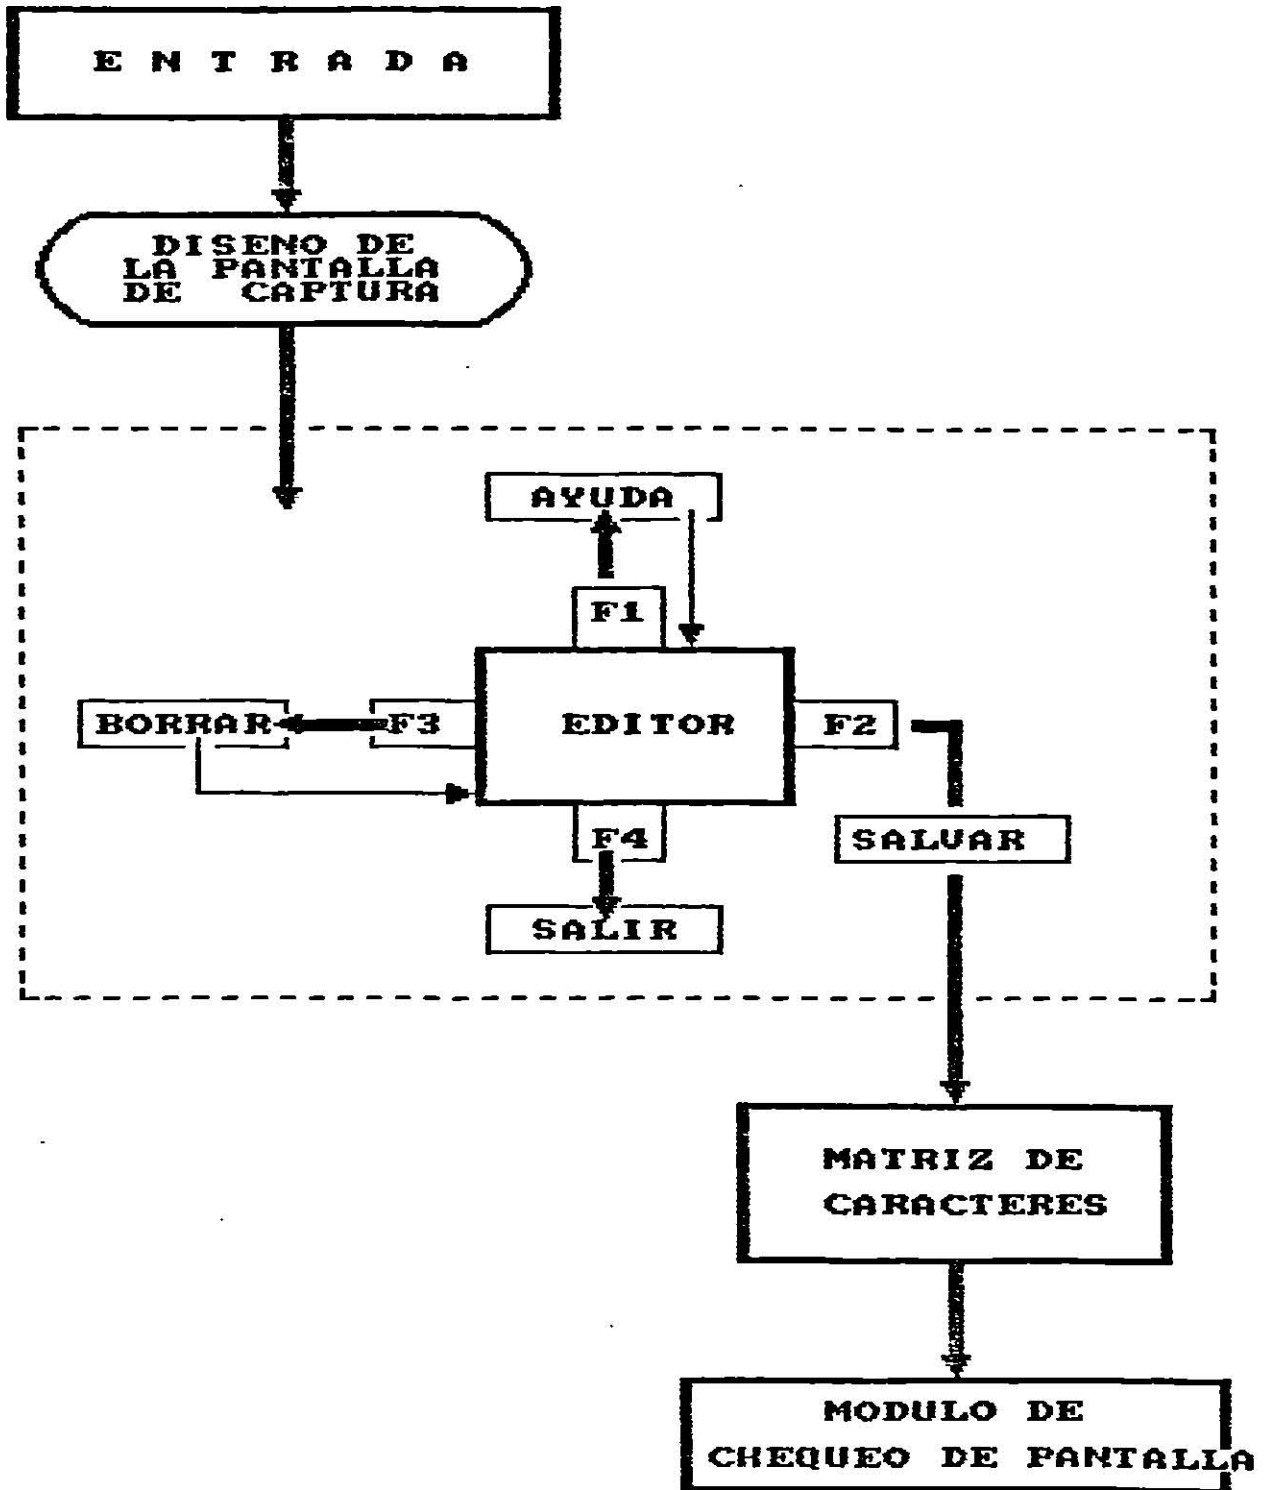 E N T R A D A
DISENO DE
LA PANTALLA
DE CAPTURA
AYUDA
F1
BORRAR
F3
EDITOR
F2
F4
SALVAR
SALIR
MATRIZ DE
CARACTERES
MODULO DE
CHEQUEO DE PANTALLA